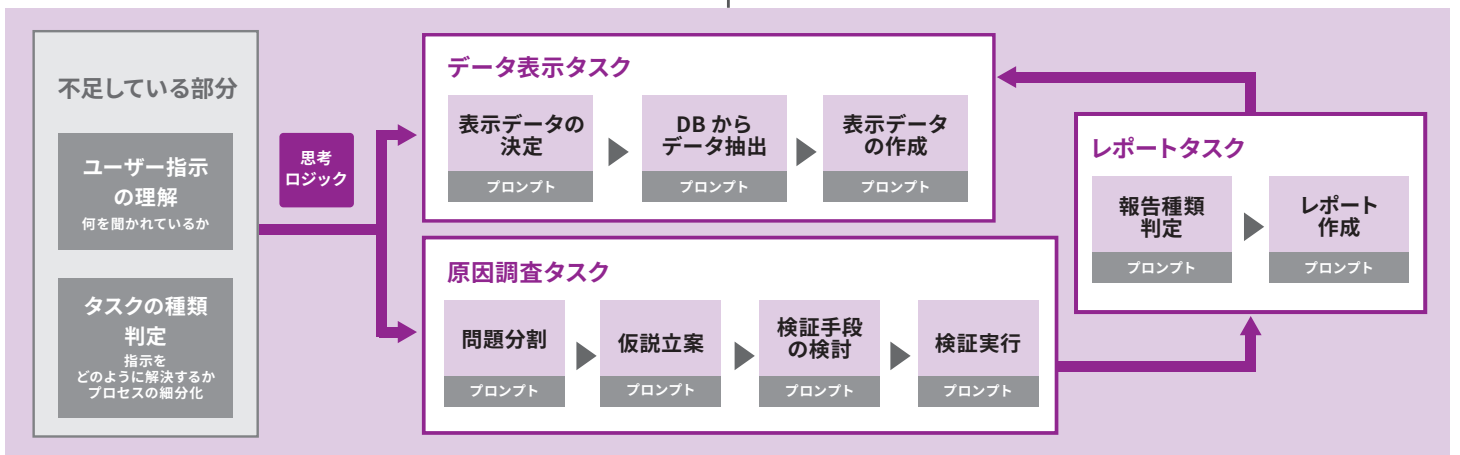 不足している部分
ユーザー指示
の理解
何を聞かれているか
タスクの種類
判定
指示を
どのように解決するか
プロセスの細分化
思考
ロジック
データ表示タスク
表示データの
決定
プロンプト
DB から
データ抽出
プロンプト
表示データ
の作成
プロンプト
原因調査タスク
問題分割
プロンプト
仮説立案
プロンプト
検証手段
の検討
プロンプト
検証実行
プロンプト
レポートタスク
報告種類
判定
プロンプト
レポート
作成
プロンプト